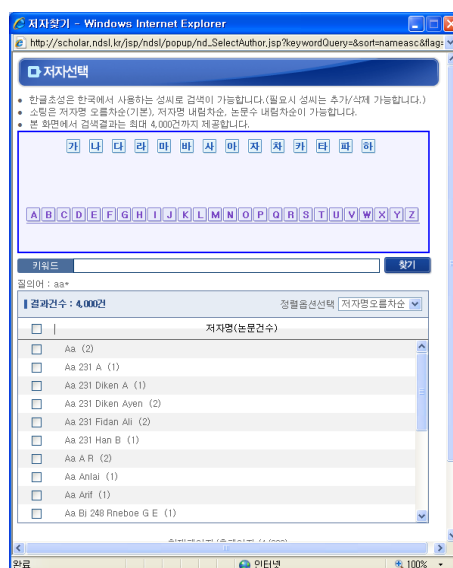 저자찾기 - Windows Internet Explorer
http://scholar.ndsl.kr/jsp/ndsl/popup/nd_SelectAuthor.jsp?keywordQuery=&sort=nameasc&flag=
저자선택
한글초성은 한국에서 사용하는 성씨로 검색이 가능합니다.(필요시 성씨는 추가/삭제 가능합니다.)
소팅은 저자명 오름차순(기본), 저자명 내림차순, 논문수 내림차순이 가능합니다.
본 화면에서 검색결과는 최대 4,000건까지 제공합니다.
가 나 다 라 마 바 사 아 자 차 카 타 파 하
A B C D E F G H I J K L M N O P Q R S T U V W X Y Z
키워드 찾기
질의어 : aa*
결과건수 : 4,000건 정렬옵션선택 저자명오름차순
저자명(논문건수)
Aa (2)
Aa 231 A (1)
Aa 231 Diken A (1)
Aa 231 Diken Ayen (2)
Aa 231 Fidan Ali (2)
Aa 231 Han B (1)
Aa A R (2)
Aa Anlai (1)
Aa Arif (1)
Aa Bj 248 Rneboe G E (1)
완료 인터넷 100%